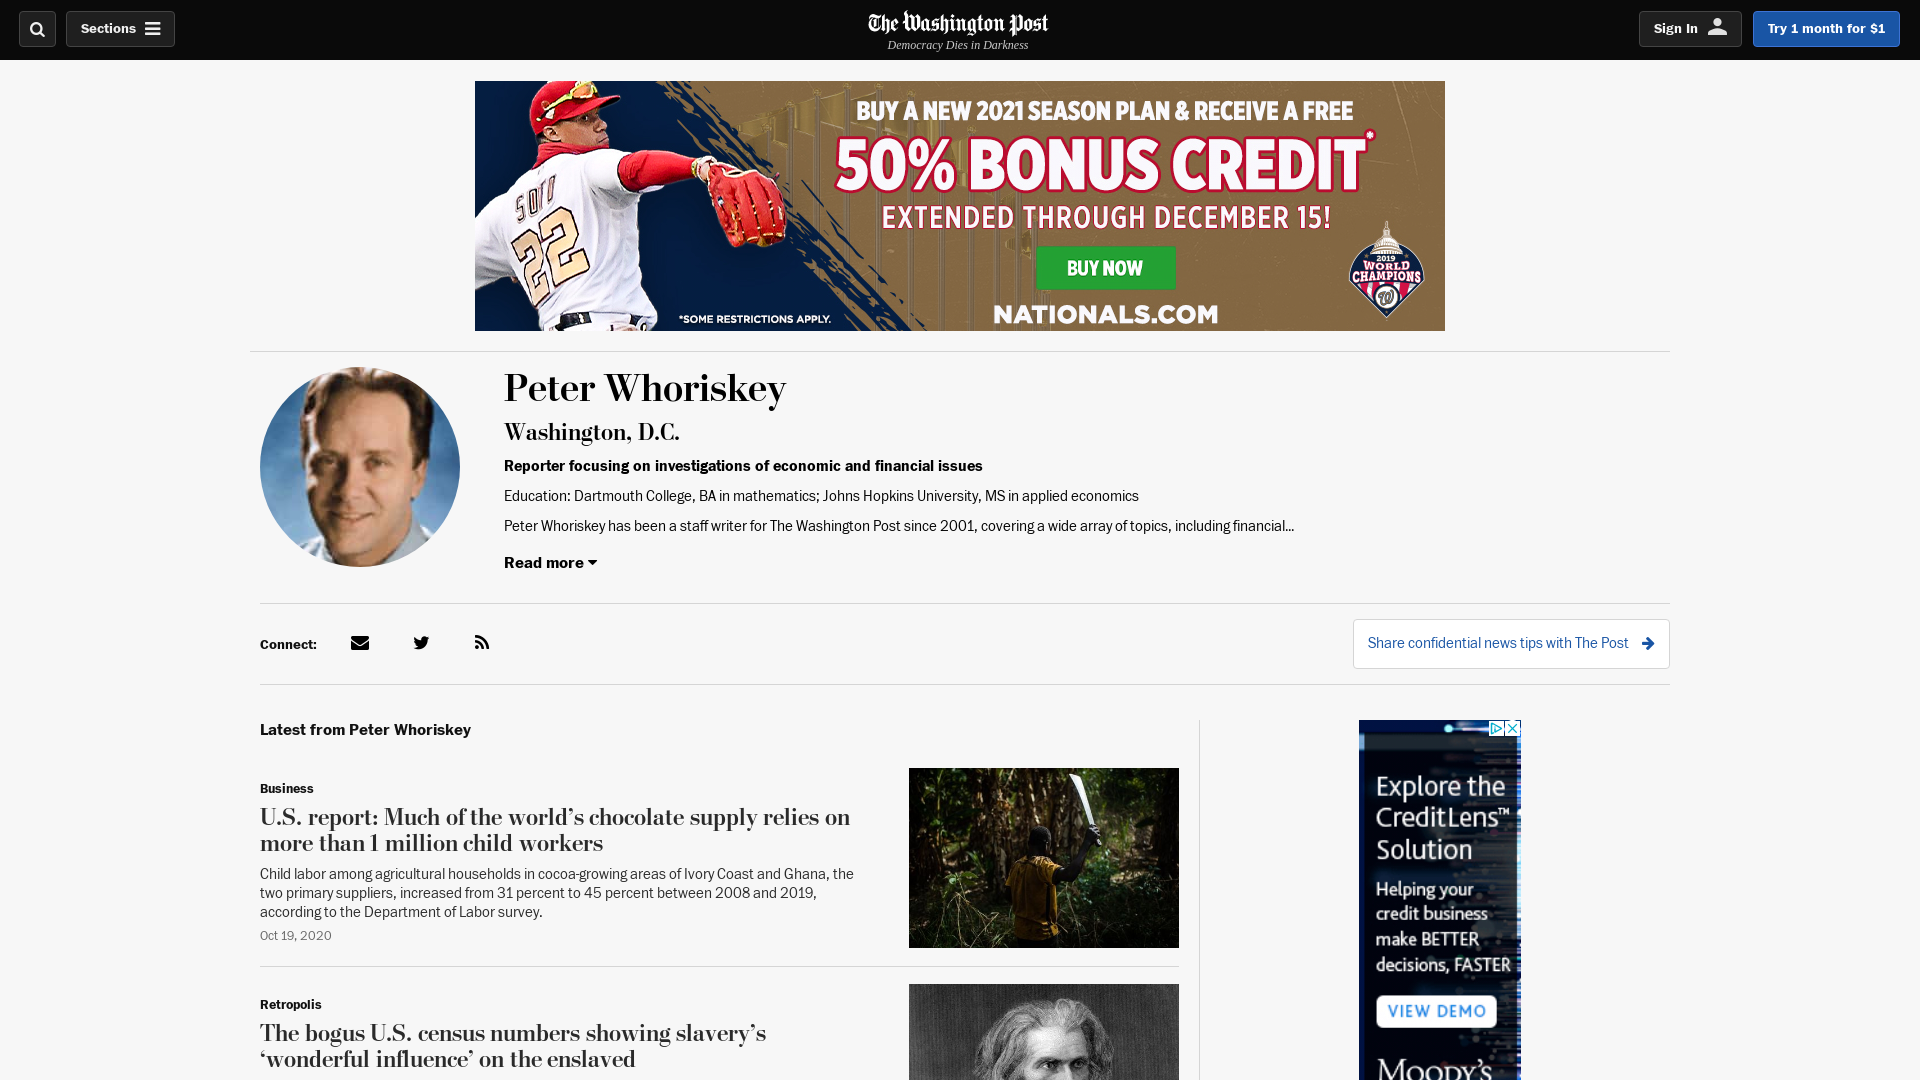 Sections
The Washington Post
Democracy Dies in Darkness
Sign In
Try 1 month for $1
BUY A NEW 2021 SEASON PLAN & RECEIVE A FREE
50% BONUS CREDIT*
EXTENDED THROUGH DECEMBER 15!
BUY NOW
NATIONALS.COM
*SOME RESTRICTIONS APPLY.
SOTO
22
2019
WORLD
CHAMPIONS
W
Peter Whoriskey
Washington, D.C.
Reporter focusing on investigations of economic and financial issues
Education: Dartmouth College, BA in mathematics; Johns Hopkins University, MS in applied economics
Peter Whoriskey has been a staff writer for The Washington Post since 2001, covering a wide array of topics, including financial...
Read more
Connect:
Share confidential news tips with The Post
Latest from Peter Whoriskey
Business
U.S. report: Much of the world’s chocolate supply relies on
more than 1 million child workers
Child labor among agricultural households in cocoa-growing areas of Ivory Coast and Ghana, the
two primary suppliers, increased from 31 percent to 45 percent between 2008 and 2019,
according to the Department of Labor survey.
Oct 19, 2020
Retropolis
The bogus U.S. census numbers showing slavery’s
‘wonderful influence’ on the enslaved
Explore the
CreditLens™
Solution
Helping your
credit business
make BETTER
decisions, FASTER
VIEW DEMO
Moody's